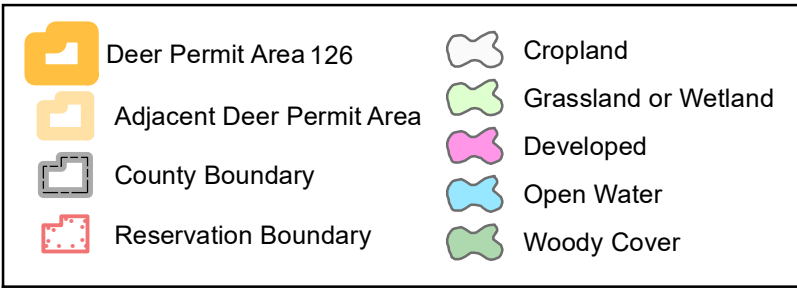 Deer Permit Area 126
Adjacent Deer Permit Area
County Boundary
Reservation Boundary
Cropland
Grassland or Wetland
Developed
Open Water
Woody Cover